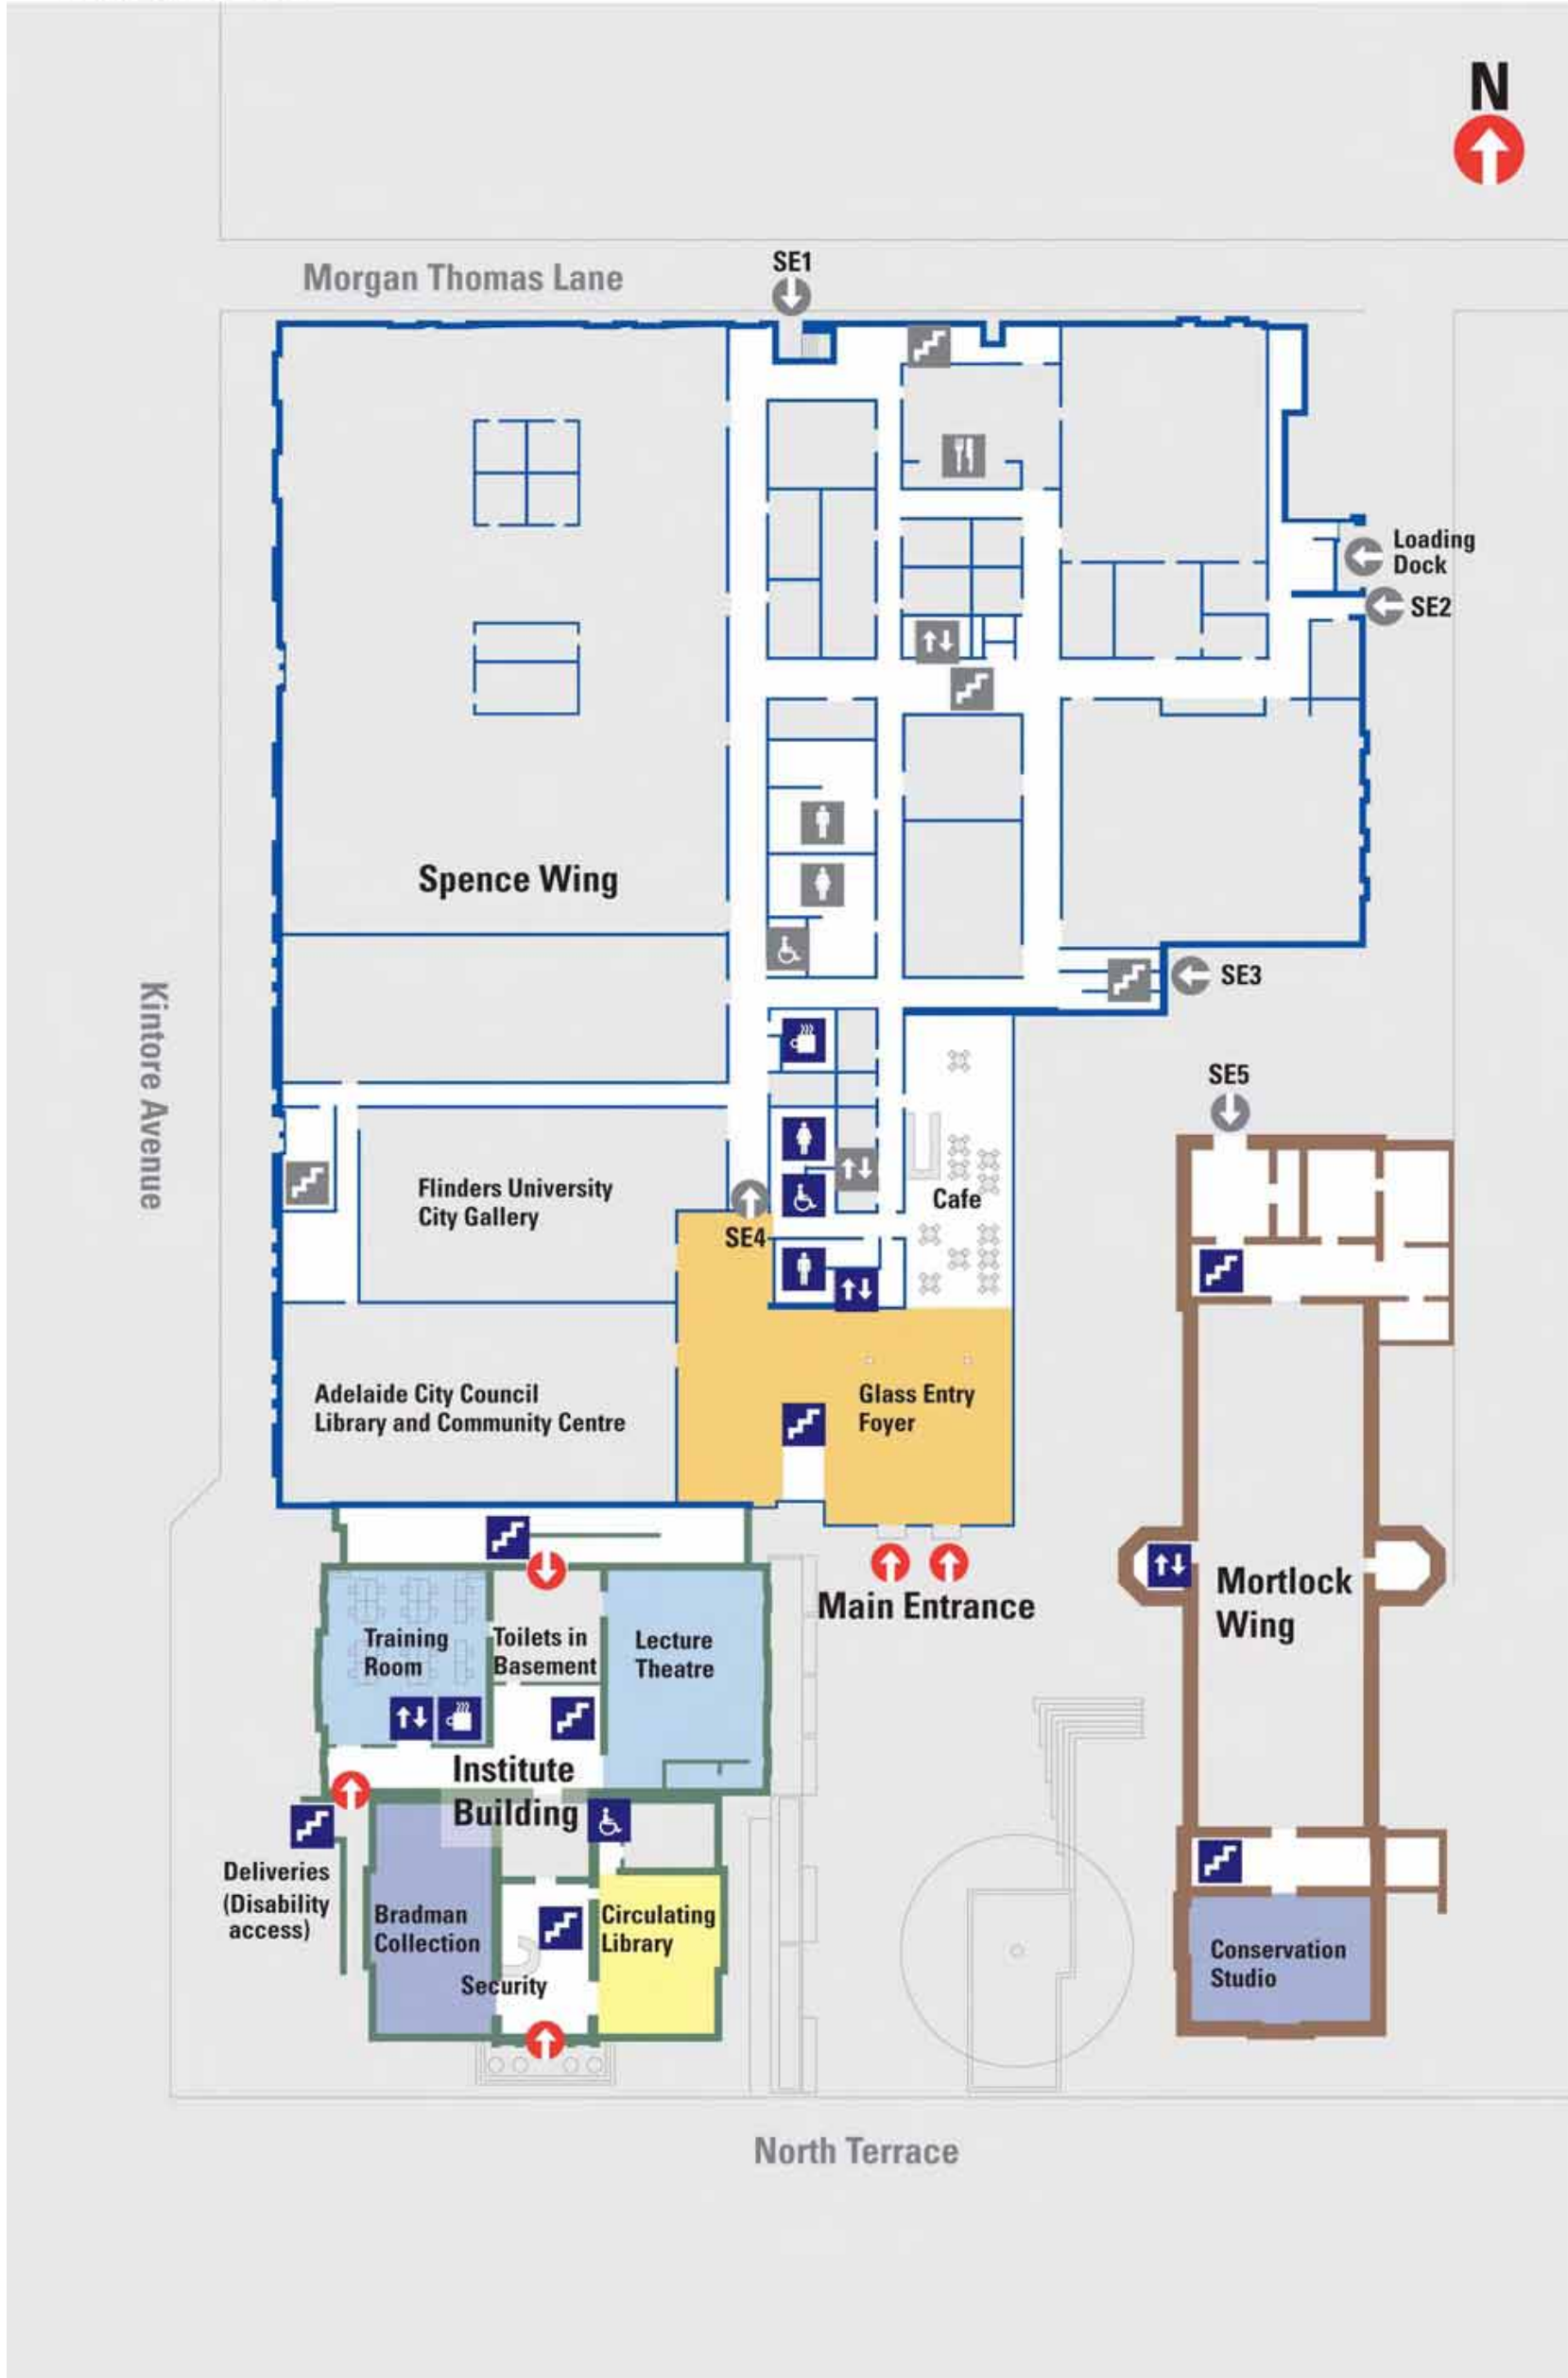 N
Morgan Thomas Lane
SE1
Loading
Dock
SE2
Spence Wing
SE3
Kintore Avenue
SE5
Flinders University
City Gallery
Cafe
SE4
Adelaide City Council
Library and Community Centre
Glass Entry
Foyer
Main Entrance
Mortlock
Wing
Training
Room
Toilets in
Basement
Lecture
Theatre
Institute
Building
Deliveries
(Disability
access)
Bradman
Collection
Circulating
Library
Security
Conservation
Studio
North Terrace